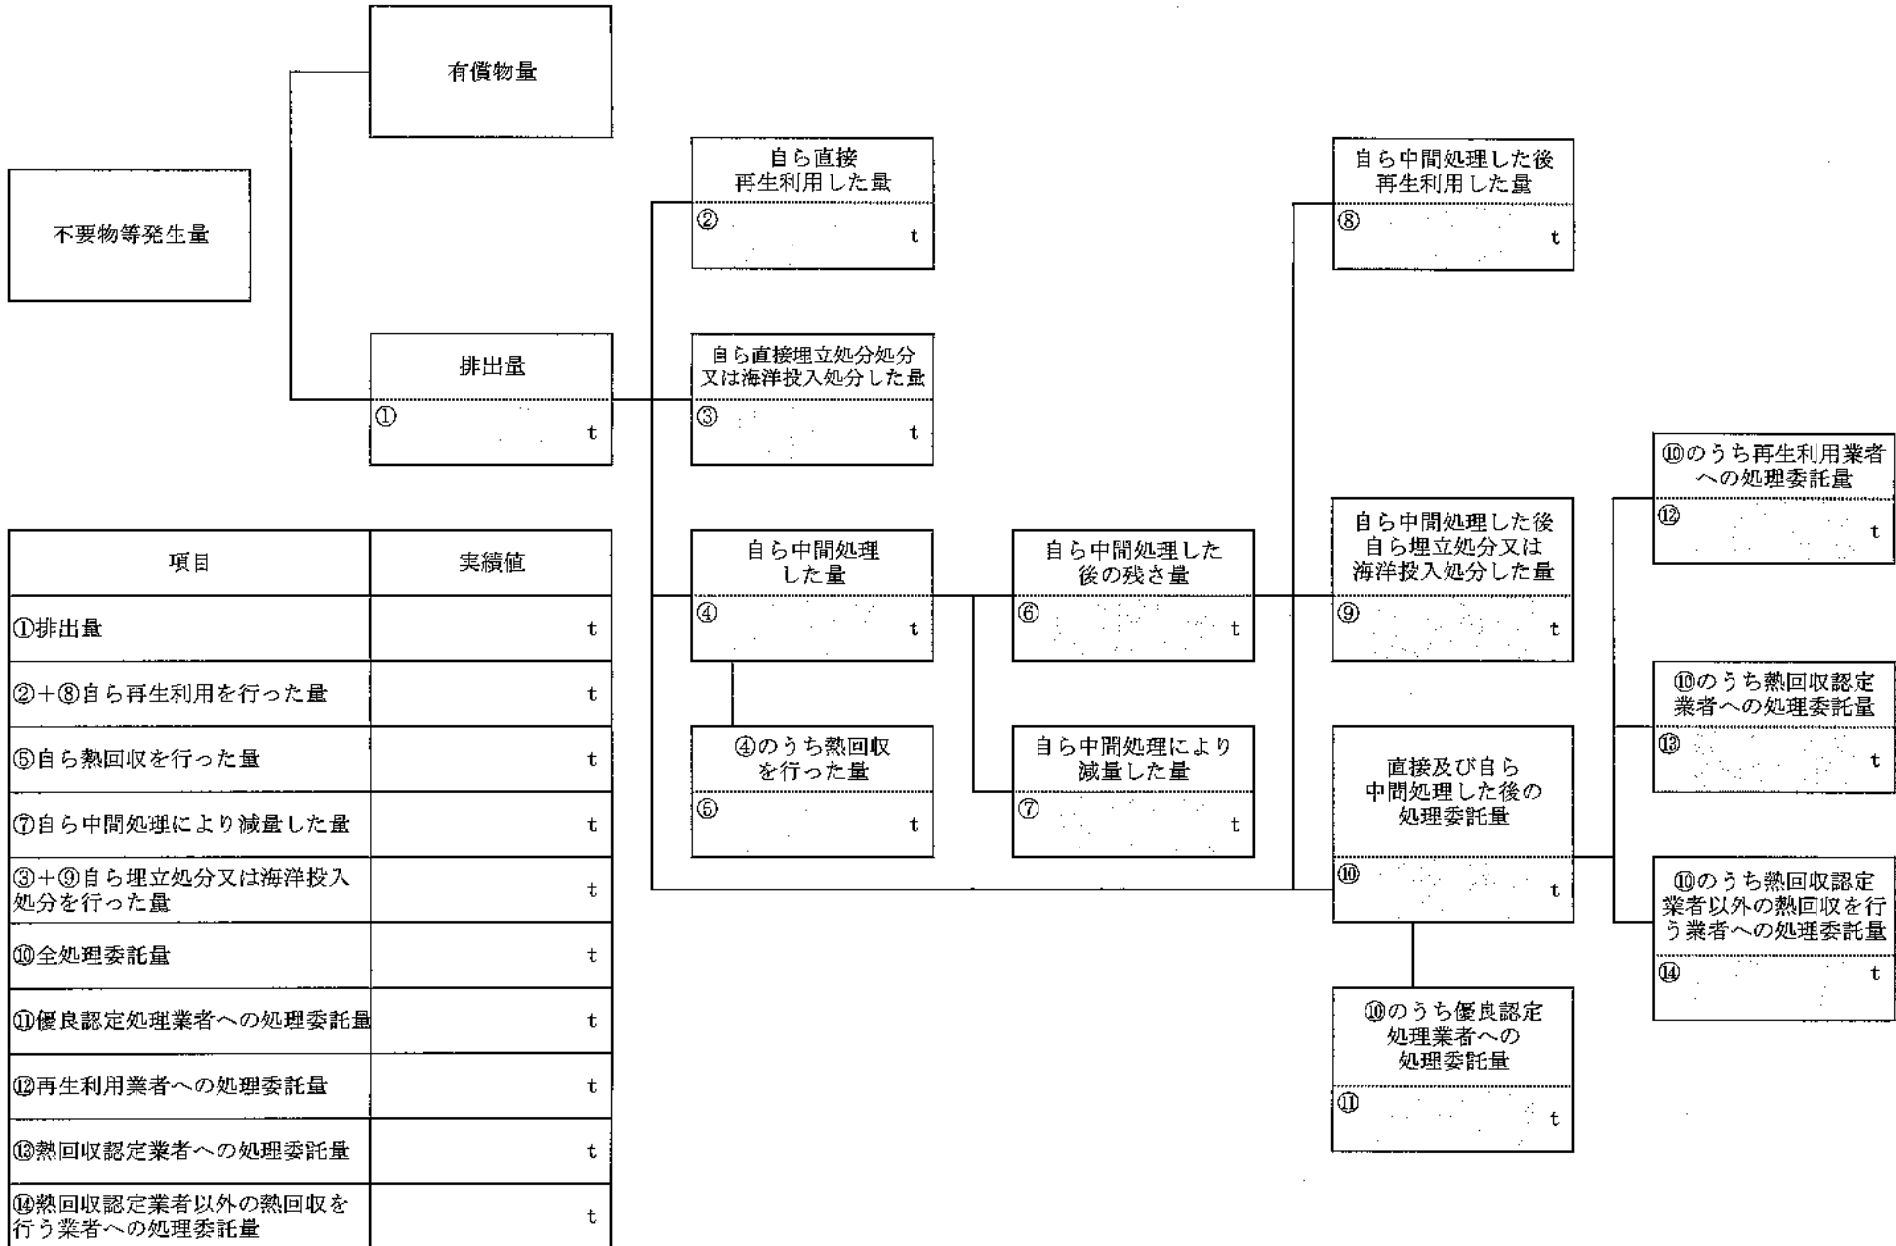 有償物量
不要物等発生量
排出量
①
t
自ら直接
再生利用した量
②
t
自ら直接埋立処分処分
又は海洋投入処分した量
③
t
自ら中間処理
した量
④
t
④のうち熱回収
を行った量
⑤
t
自ら中間処理した
後の残さ量
⑥
t
自ら中間処理により
減量した量
⑦
t
自ら中間処理した後
再生利用した量
⑧
t
自ら中間処理した後
自ら埋立処分又は
海洋投入処分した量
⑨
t
直接及び自ら
中間処理した後の
処理委託量
⑩
t
⑩のうち優良認定
処理業者への
処理委託量
⑪
t
⑩のうち再生利用業者
への処理委託量
⑫
t
⑩のうち熱回収認定
業者への処理委託量
⑬
t
⑩のうち熱回収認定
業者以外の熱回収を行
う業者への処理委託量
⑭
t
項目 実績値
①排出量 t
②＋⑧自ら再生利用を行った量 t
⑤自ら熱回収を行った量 t
⑦自ら中間処理により減量した量 t
③＋⑨自ら埋立処分又は海洋投入
処分を行った量 t
⑩全処理委託量 t
⑪優良認定処理業者への処理委託量 t
⑫再生利用業者への処理委託量 t
⑬熱回収認定業者への処理委託量 t
⑭熱回収認定業者以外の熱回収を
行う業者への処理委託量 t